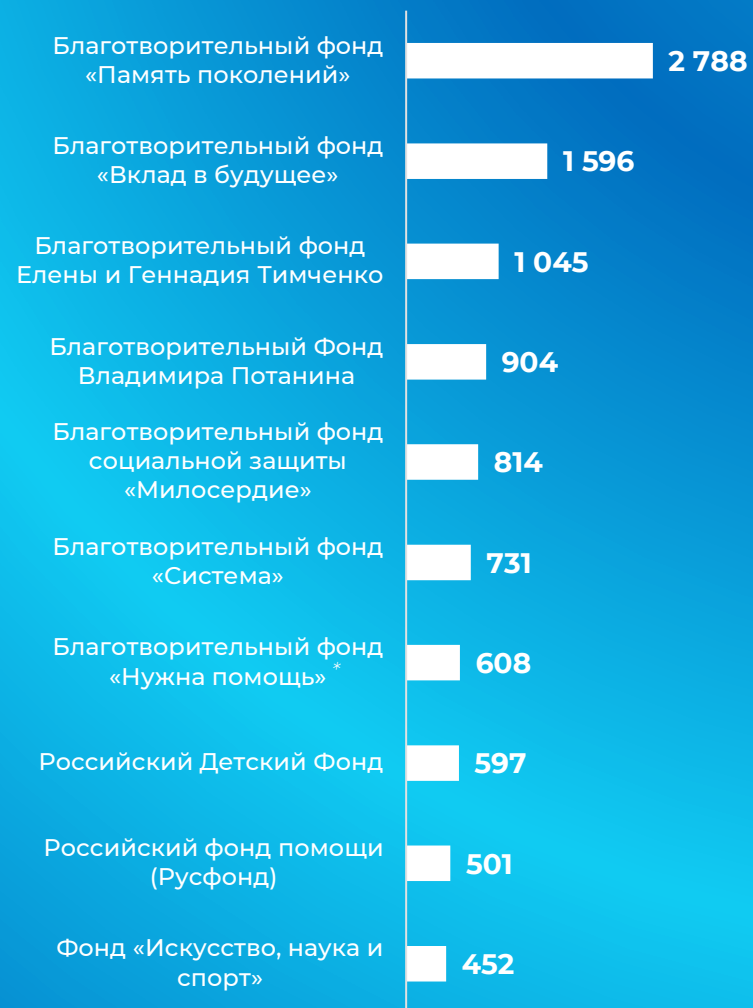 Благотворительный фонд
«Память поколений»
2 788
Благотворительный фонд
«Вклад в будущее»
1 596
Благотворительный фонд
Елены и Геннадия Тимченко
1 045
Благотворительный Фонд
Владимира Потанина
904
Благотворительный фонд
социальной защиты
«Милосердие»
814
Благотворительный фонд
«Система»
731
Благотворительный фонд
«Нужна помощь» *
608
Российский Детский Фонд
597
Российский фонд помощи
(Русфонд)
501
Фонд «Искусство, наука и
спорт»
452